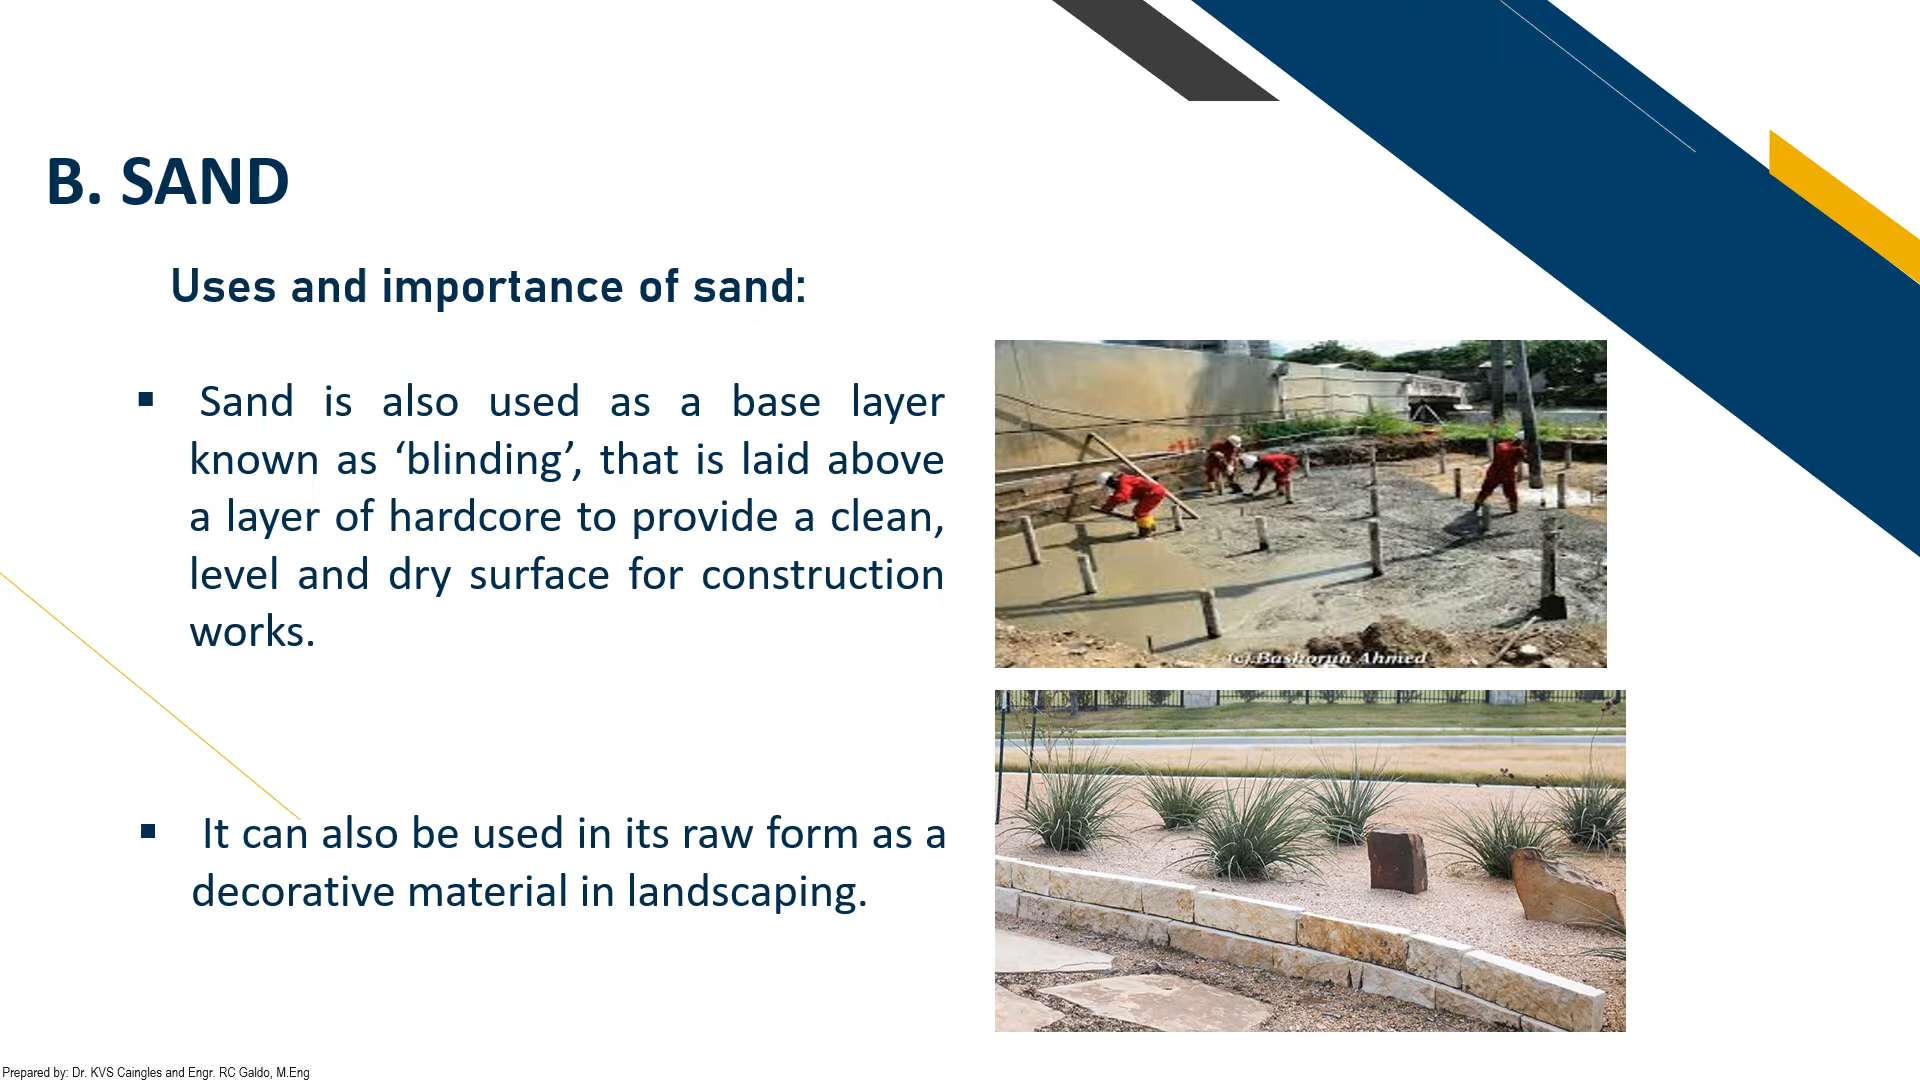 B. SAND
Uses and importance of sand:
▪ Sand is also used as a base layer
known as ‘blinding’, that is laid above
a layer of hardcore to provide a clean,
level and dry surface for construction
works.
(c).Bashorun Ahmed
▪ It can also be used in its raw form as a
decorative material in landscaping.
Prepared by: Dr. KVS Caingles and Engr. RC Galdo, M.Eng